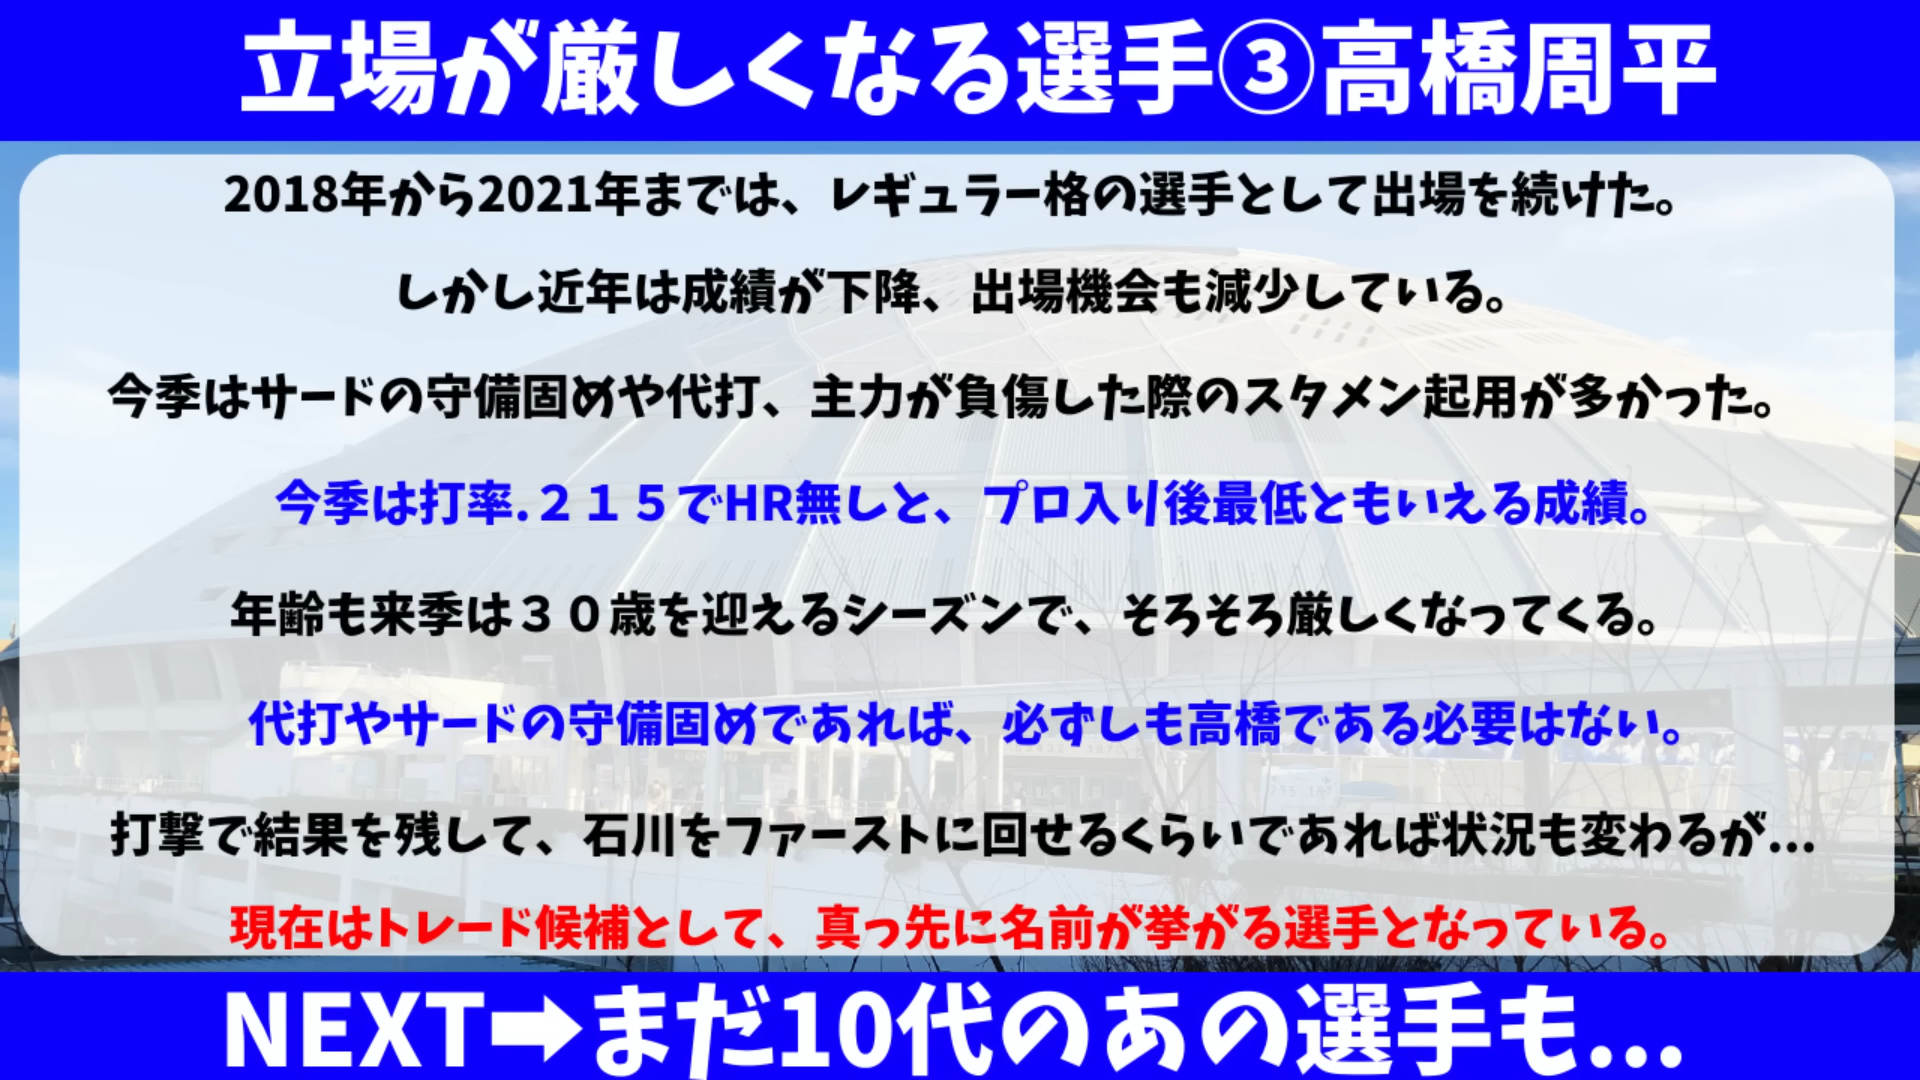 立場が厳しくなる選手③高橋周平
2018年から2021年までは、レギュラー格の選手として出場を続けた。
しかし近年は成績が下降、出場機会も減少している。
今季はサードの守備固めや代打、主力が負傷した際のスタメン起用が多かった。
今季は打率.２１５でHR無しと、プロ入り後最低ともいえる成績。
年齢も来季は３０歳を迎えるシーズンで、そろそろ厳しくなってくる。
代打やサードの守備固めであれば、必ずしも高橋である必要はない。
打撃で結果を残して、石川をファーストに回せるくらいであれば状況も変わるが...
現在はトレード候補として、真っ先に名前が挙がる選手となっている。
NEXT➡まだ10代のあの選手も...